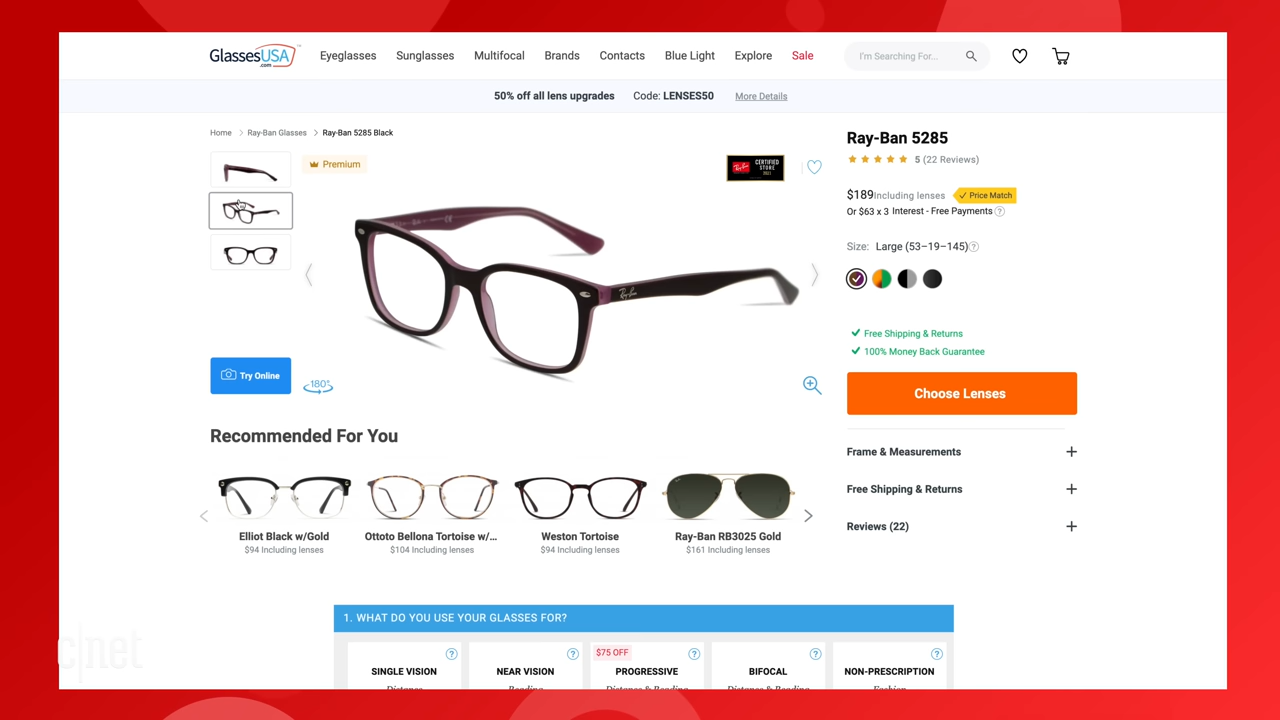 GlassesUSA
.com
Eyeglasses Sunglasses Multifocal Brands Contacts Blue Light Explore Sale I'm Searching For...
50% off all lens upgrades Code: LENSES50 More Details
Home Ray-Ban Glasses Ray-Ban 5285 Black
Premium
Ray-Ban CERTIFIED STORE
Ray-Ban
Try Online
180°
Ray-Ban 5285
5 (22 Reviews)
$189 Including lenses Price Match
Or $63 x 3 Interest - Free Payments ?
Size: Large (53–19–145) ?
Free Shipping & Returns
100% Money Back Guarantee
Choose Lenses
Frame & Measurements +
Free Shipping & Returns +
Reviews (22) +
Recommended For You
Elliot Black w/Gold
$94 Including lenses
Ottoto Bellona Tortoise w/...
$104 Including lenses
Weston Tortoise
$94 Including lenses
Ray-Ban RB3025 Gold
$161 Including lenses
1. WHAT DO YOU USE YOUR GLASSES FOR?
$75 OFF
? ? ? ? ?
SINGLE VISION NEAR VISION PROGRESSIVE BIFOCAL NON-PRESCRIPTION
c|net